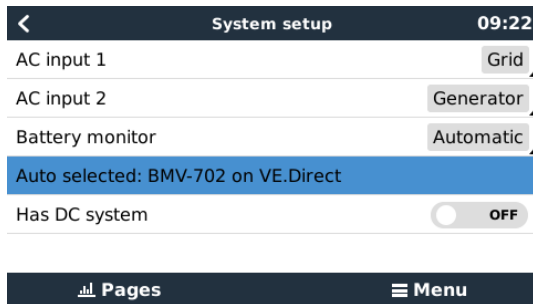 System setup 09:22
AC input 1 Grid
AC input 2 Generator
Battery monitor Automatic
Auto selected: BMV-702 on VE.Direct
Has DC system OFF
Pages Menu